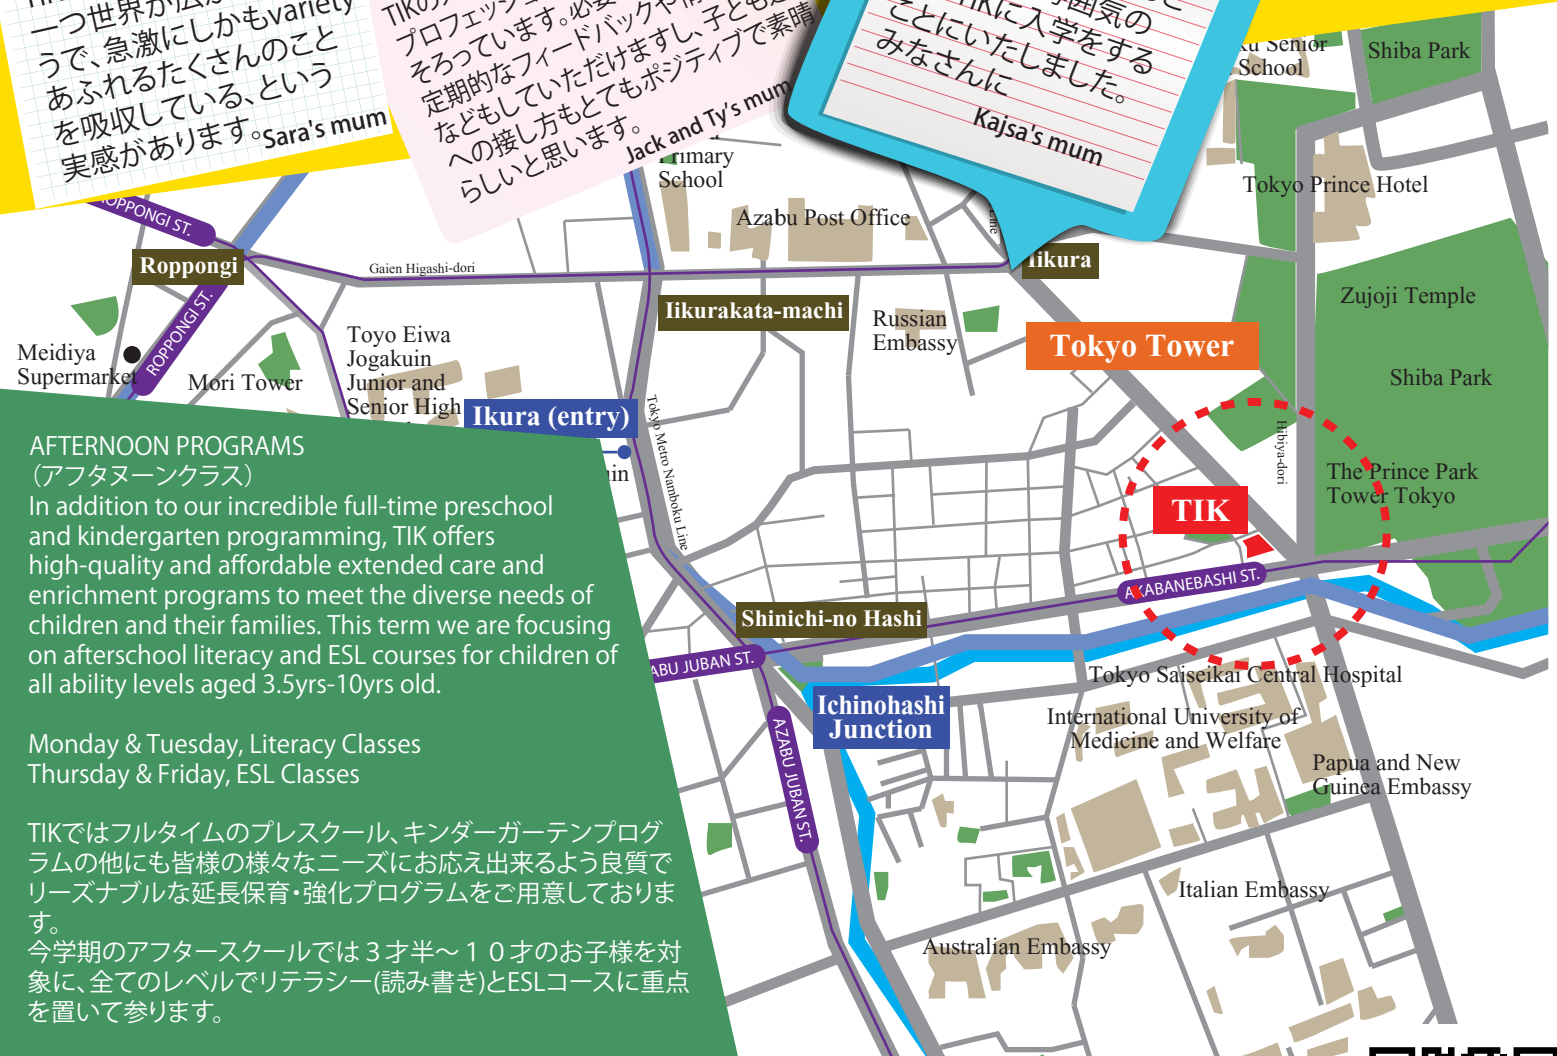 一つ世界が広が
うで、急激にしかもvariety
あふれるたくさんのこと
を吸収している、という
実感があります。
Sara's mum
プロフェッショ
そろっています。必要
定期的なフィードバックや
などもしていただけますし、子ども
への接し方もとてもポジティブで素晴
らしいと思います。
Jack and Ty's mum
囲気の
TIKに入学をする
ことにいたしました。
みなさんに
Kajsa's mum
Senior
School
Shiba Park
Primary
School
Tokyo Prince Hotel
Azabu Post Office
ROPPONGI ST.
Roppongi
Gaien Higashi-dori
Iikura
Iikurakata-machi
Russian
Embassy
Zujoji Temple
Tokyo Tower
Shiba Park
ROPPONGI ST.
Meidiya
Supermarket
Mori Tower
Toyo Eiwa
Jogakuin
Junior and
Senior High
Ikura (entry)
Tokyo Metro Namboku Line
Hibiya-dori
The Prince Park
Tower Tokyo
TIK
AKABANEBASHI ST.
Shinichi-no Hashi
ABU JUBAN ST.
AZABU JUBAN ST.
Ichinohashi
Junction
Tokyo Saiseikai Central Hospital
International University of
Medicine and Welfare
Papua and New
Guinea Embassy
Italian Embassy
Australian Embassy
AFTERNOON PROGRAMS
（アフタヌーンクラス）
In addition to our incredible full-time preschool
and kindergarten programming, TIK offers
high-quality and affordable extended care and
enrichment programs to meet the diverse needs of
children and their families. This term we are focusing
on afterschool literacy and ESL courses for children of
all ability levels aged 3.5yrs-10yrs old.
Monday & Tuesday, Literacy Classes
Thursday & Friday, ESL Classes
TIKではフルタイムのプレスクール、キンダーガーテンプログ
ラムの他にも皆様の様々なニーズにお応え出来るよう良質で
リーズナブルな延長保育・強化プログラムをご用意しておりま
す。
今学期のアフタースクールでは３才半〜１０才のお子様を対
象に、全てのレベルでリテラシー(読み書き)とESLコースに重点
を置いて参ります。